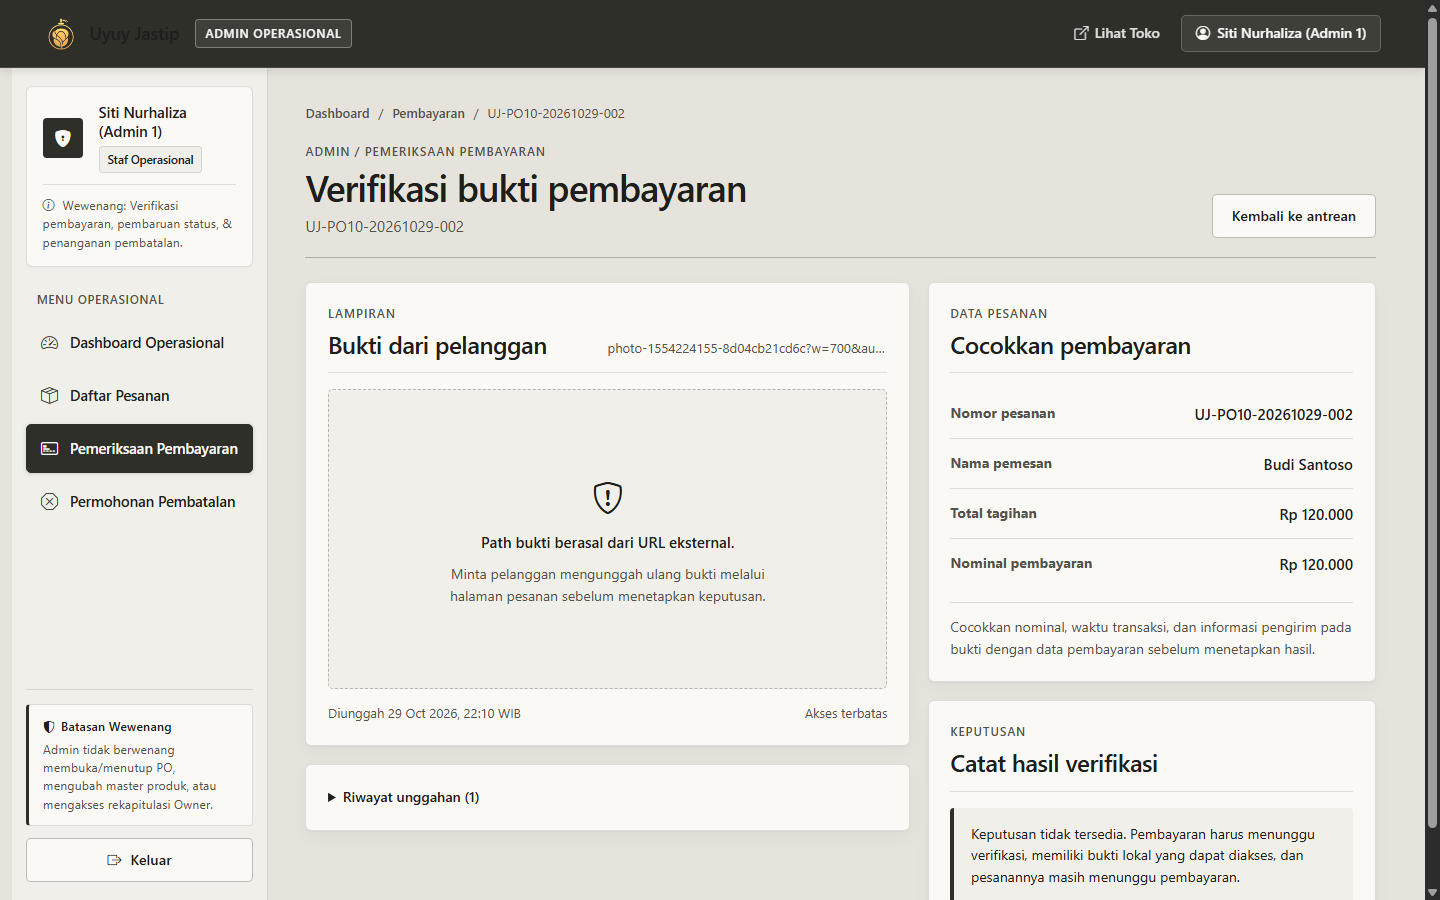 Uyuy Jastip
ADMIN OPERASIONAL
Lihat Toko
Siti Nurhaliza (Admin 1)
Siti Nurhaliza
(Admin 1)
Staf Operasional
Wewenang: Verifikasi
pembayaran, pembaruan status, &
penanganan pembatalan.
MENU OPERASIONAL
Dashboard Operasional
Daftar Pesanan
Pemeriksaan Pembayaran
Permohonan Pembatalan
Batasan Wewenang
Admin tidak berwenang
membuka/menutup PO,
mengubah master produk, atau
mengakses rekapitulasi Owner.
Keluar
Dashboard / Pembayaran / UJ-PO10-20261029-002
ADMIN / PEMERIKSAAN PEMBAYARAN
Verifikasi bukti pembayaran
UJ-PO10-20261029-002
Kembali ke antrean
LAMPIRAN
Bukti dari pelanggan
photo-1554224155-8d04cb21cd6c?w=700&au...
Path bukti berasal dari URL eksternal.
Minta pelanggan mengunggah ulang bukti melalui
halaman pesanan sebelum menetapkan keputusan.
Diunggah 29 Oct 2026, 22:10 WIB
Akses terbatas
Riwayat unggahan (1)
DATA PESANAN
Cocokkan pembayaran
Nomor pesanan UJ-PO10-20261029-002
Nama pemesan Budi Santoso
Total tagihan Rp 120.000
Nominal pembayaran Rp 120.000
Cocokkan nominal, waktu transaksi, dan informasi pengirim pada
bukti dengan data pembayaran sebelum menetapkan hasil.
KEPUTUSAN
Catat hasil verifikasi
Keputusan tidak tersedia. Pembayaran harus menunggu
verifikasi, memiliki bukti lokal yang dapat diakses, dan
pesanannya masih menunggu pembayaran.